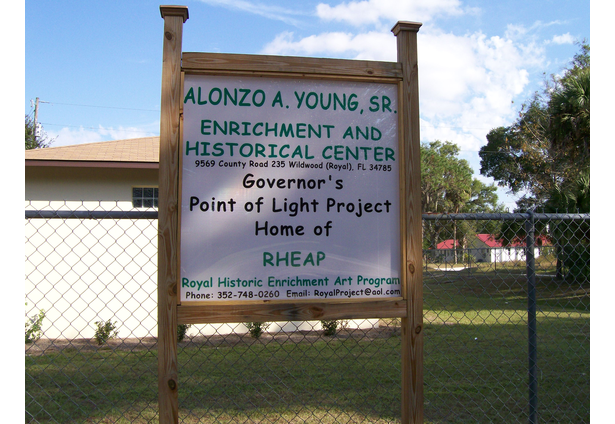 ALONZO A. YOUNG, SR.
ENRICHMENT AND
HISTORICAL CENTER
9569 County Road 235 Wildwood (Royal), FL 34785
Governor's
Point of Light Project
Home of
RHEAP
Royal Historic Enrichment Art Program
Phone: 352-748-0260 Email: RoyalProject@aol.com